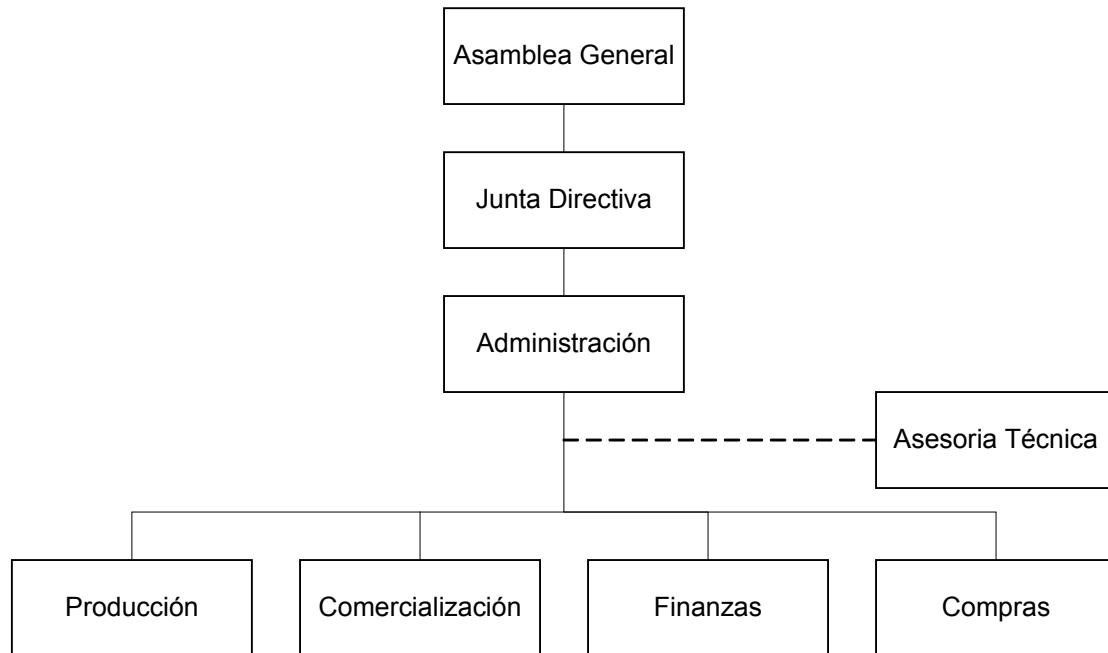 Asamblea General
Junta Directiva
Administración
Asesoria Técnica
Producción
Comercialización
Finanzas
Compras